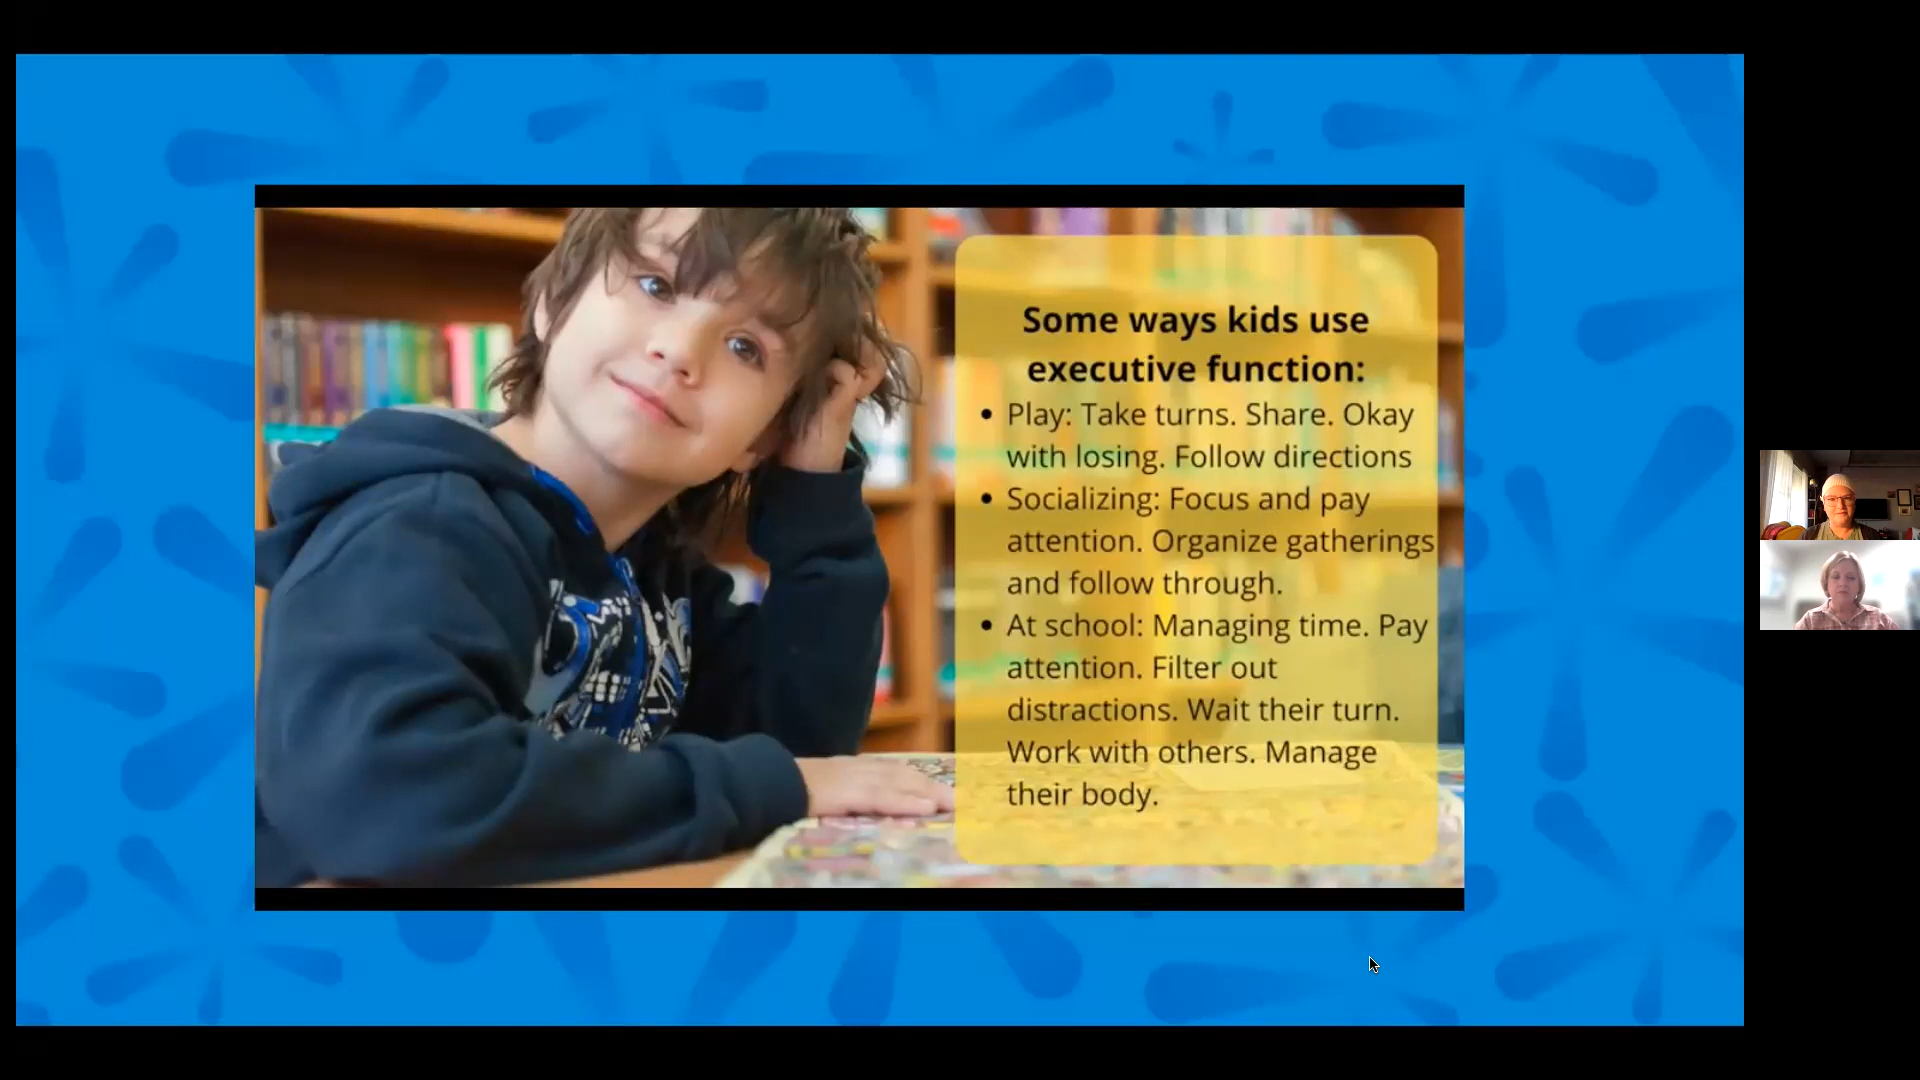 Some ways kids use
executive function:
• Play: Take turns. Share. Okay
with losing. Follow directions
• Socializing: Focus and pay
attention. Organize gatherings
and follow through.
• At school: Managing time. Pay
attention. Filter out
distractions. Wait their turn.
Work with others. Manage
their body.